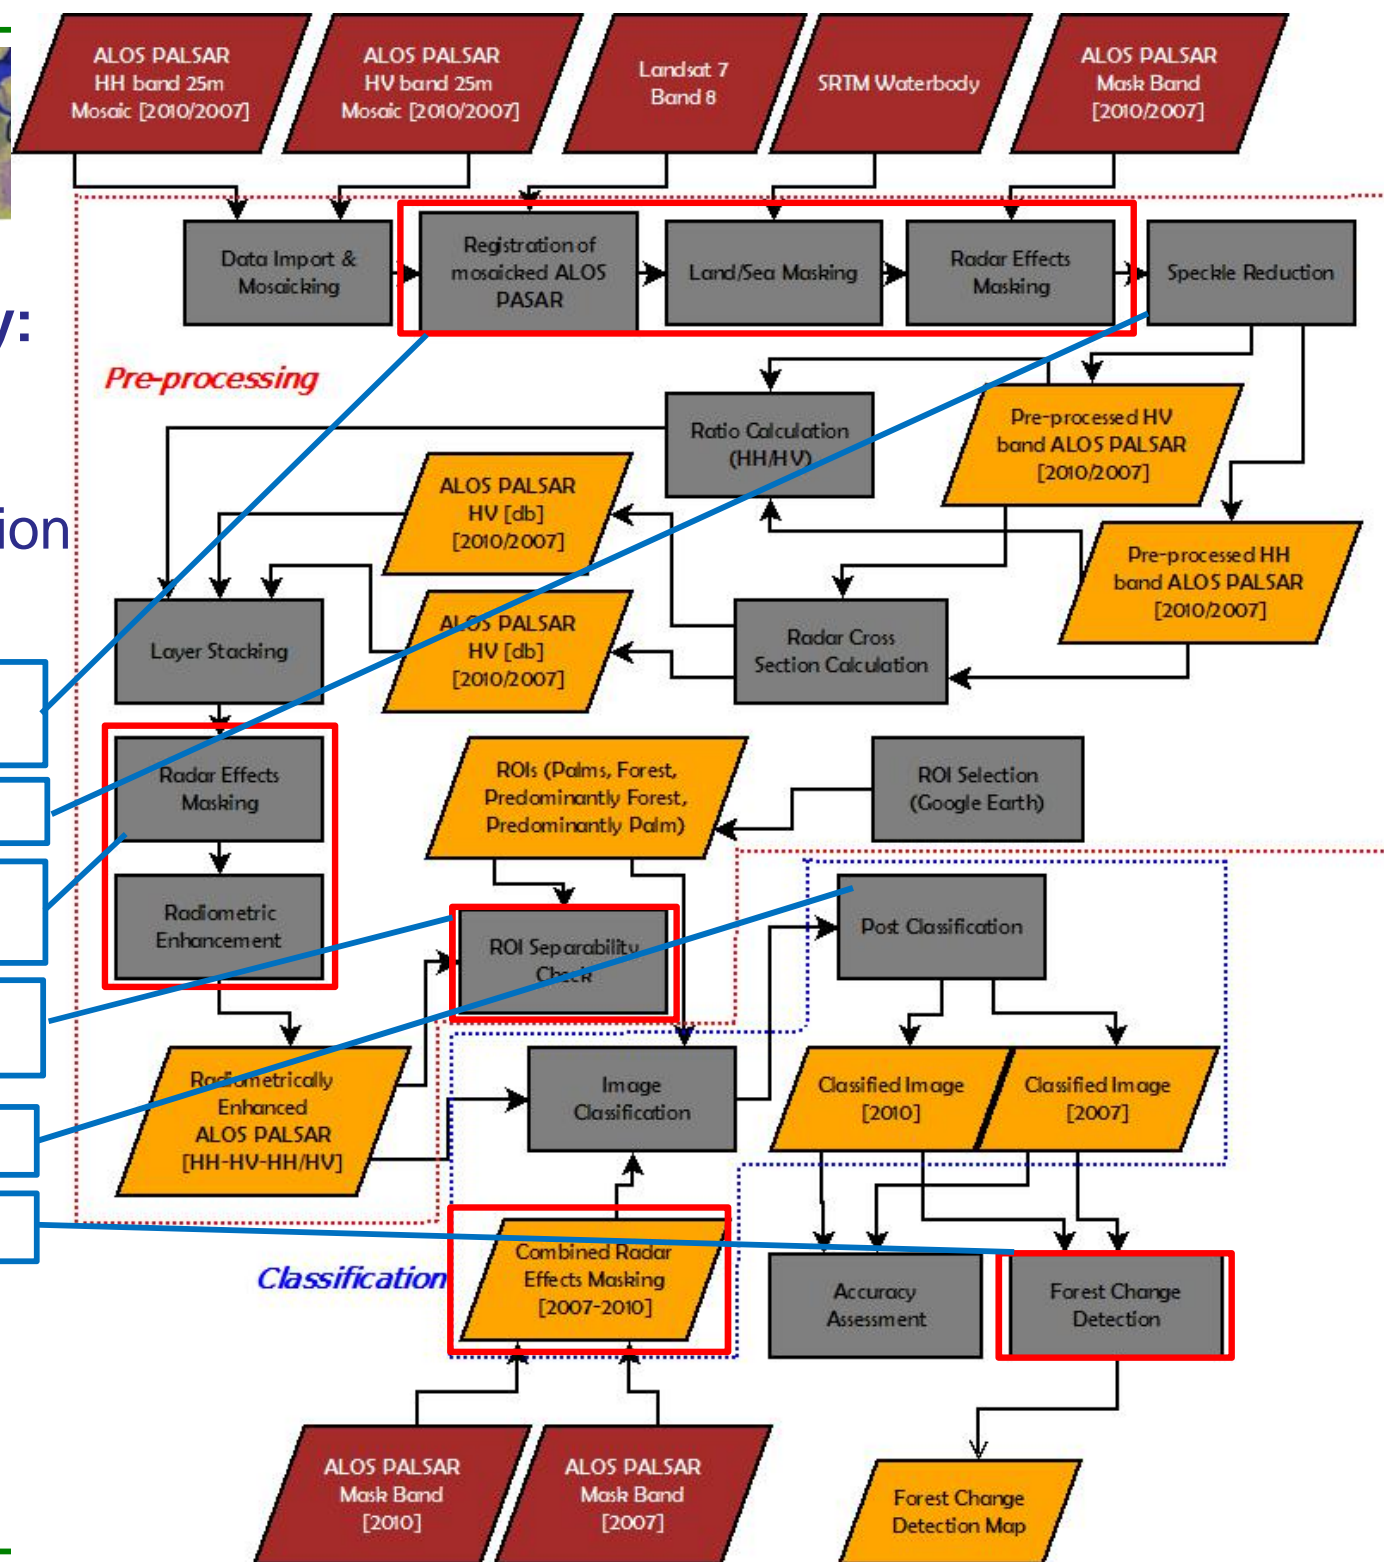 ALOS PALSAR
HH band 25m
Mosaic [2010/2007]
ALOS PALSAR
HV band 25m
Mosaic [2010/2007]
Landsat 7
Band 8
SRTM Waterbody
ALOS PALSAR
Mask Band
[2010/2007]
Data Import &
Mosaicking
Registration of
mosaicked ALOS
PASAR
Land/Sea Masking
Radar Effects
Masking
Speckle Reduction
y:
Pre-processing
Ratio Calculation
(HH/HV)
Pre-processed HV
band ALOS PALSAR
[2010/2007]
ion
ALOS PALSAR
HV [db]
[2010/2007]
Pre-processed HH
band ALOS PALSAR
[2010/2007]
Layer Stacking
ALOS PALSAR
HV [db]
[2010/2007]
Radar Cross
Section Calculation
Radar Effects
Masking
ROIs (Palms, Forest,
Predominantly Forest,
Predominantly Palm)
ROI Selection
(Google Earth)
Radiometric
Enhancement
ROI Separability
Check
Post Classification
Radiometrically
Enhanced
ALOS PALSAR
[HH-HV-HH/HV]
Image
Classification
Classified Image
[2010]
Classified Image
[2007]
Classification
Combined Radar
Effects Masking
[2007-2010]
Accuracy
Assessment
Forest Change
Detection
ALOS PALSAR
Mask Band
[2010]
ALOS PALSAR
Mask Band
[2007]
Forest Change
Detection Map